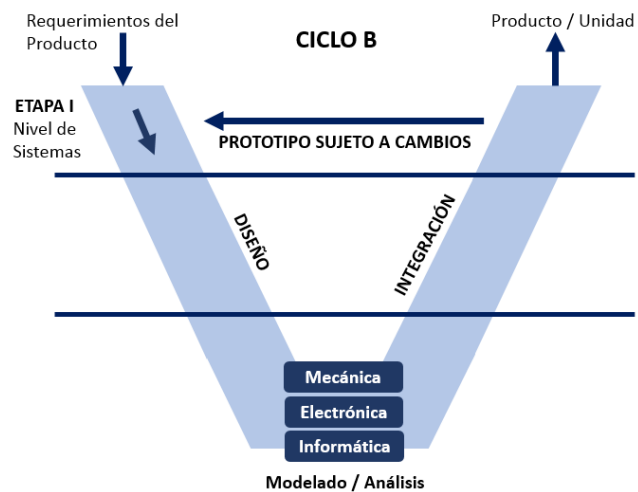 Requerimientos del
Producto
CICLO B
Producto / Unidad
ETAPA I
Nivel de
Sistemas
PROTOTIPO SUJETO A CAMBIOS
DISEÑO
INTEGRACIÓN
Mecánica
Electrónica
Informática
Modelado / Análisis